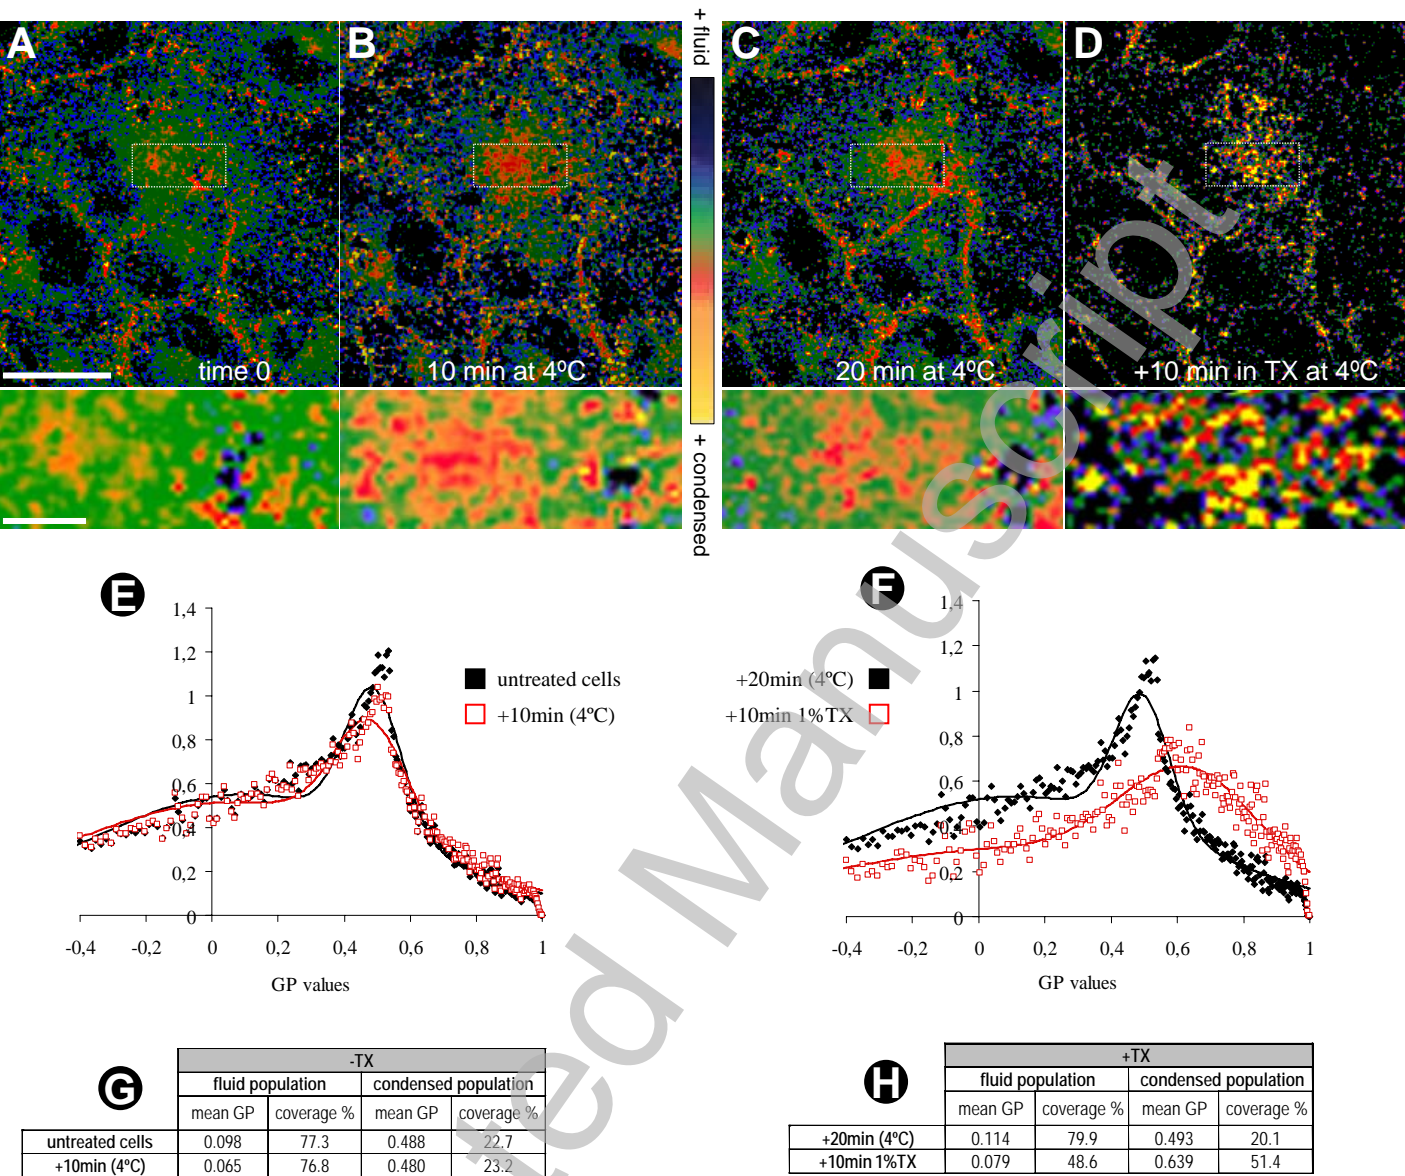 A
B
C
D
+ fluid
+ condensed
time 0
10 min at 4ºC
20 min at 4ºC
+10 min in TX at 4ºC
E
1,4
1,2
1
0,8
0,6
0,4
0,2
0
-0,4 -0,2 0 0,2 0,4 0,6 0,8 1
GP values
untreated cells
+10min (4ºC)
F
+20min (4ºC)
+10min 1%TX
1,4
1,2
1
0,8
0,6
0,4
0,2
0
-0,4 -0,2 0 0,2 0,4 0,6 0,8 1
GP values
G
-TX
fluid population condensed population
mean GP coverage % mean GP coverage %
untreated cells 0.098 77.3 0.488 22.7
+10min (4ºC) 0.065 76.8 0.480 23.2
H
+TX
fluid population condensed population
mean GP coverage % mean GP coverage %
+20min (4ºC) 0.114 79.9 0.493 20.1
+10min 1%TX 0.079 48.6 0.639 51.4
ted Manuscript